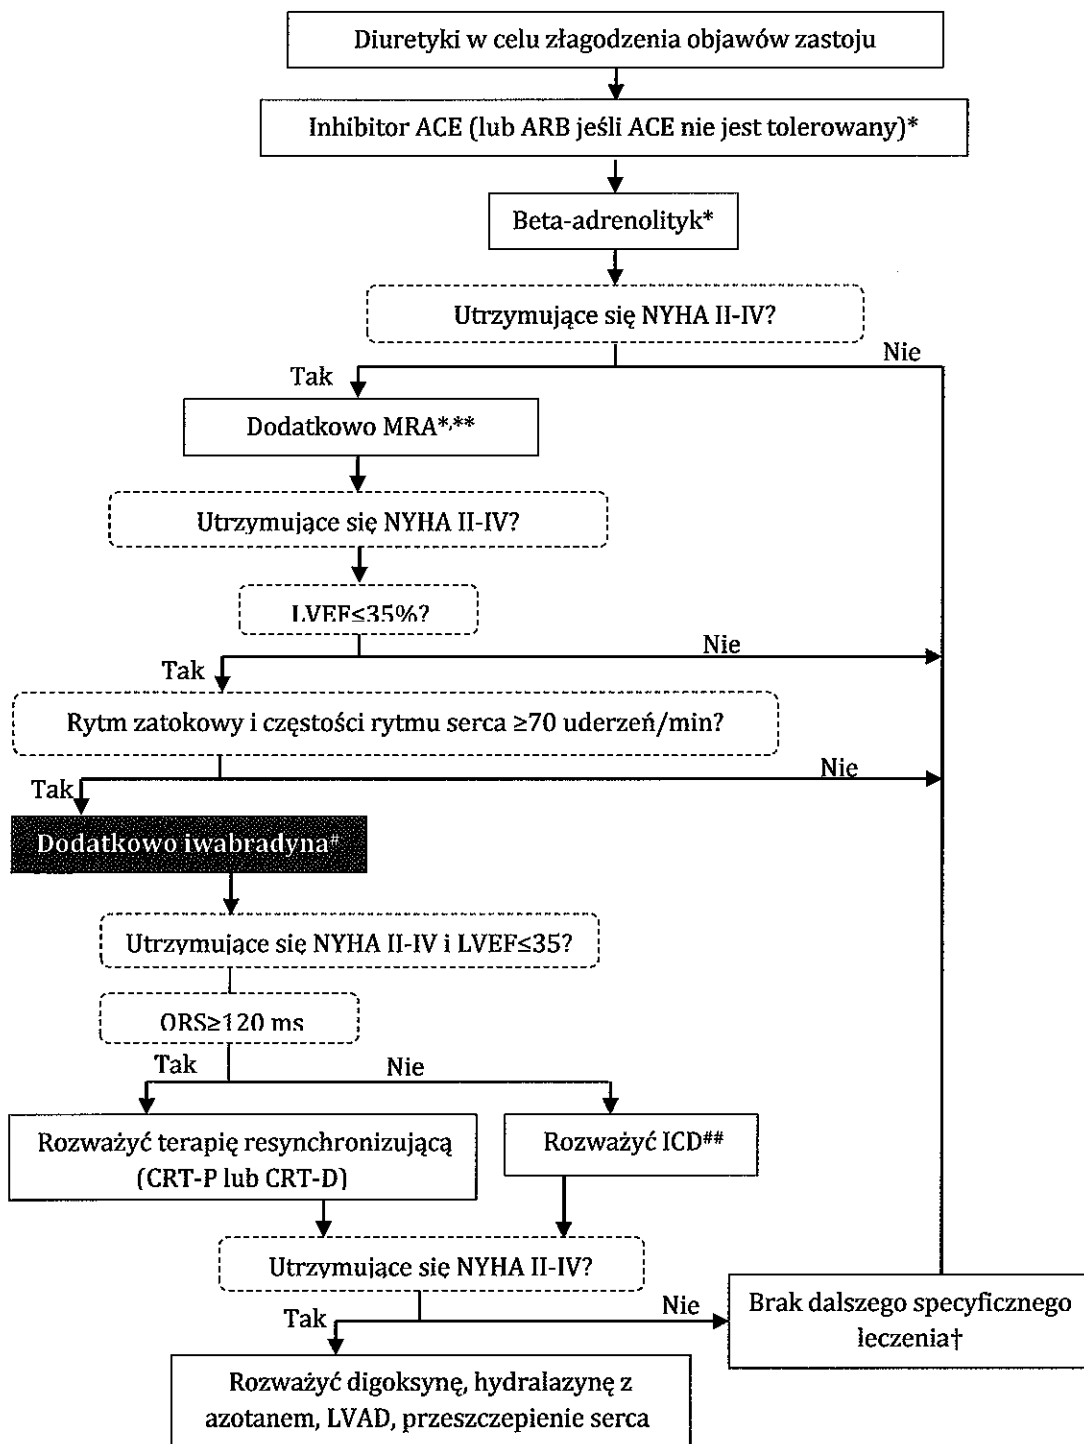 Diuretyki w celu złagodzenia objawów zastoju
Inhibitor ACE (lub ARB jeśli ACE nie jest tolerowany)*
Beta-adrenolityk*
Utrzymujące się NYHA II-IV?
Nie
Tak
Dodatkowo MRA*,**
Utrzymujące się NYHA II-IV?
LVEF≤35%?
Nie
Tak
Rytm zatokowy i częstości rytmu serca ≥70 uderzeń/min?
Nie
Tak
Dodatkowo iwabradyna#
Utrzymujące się NYHA II-IV i LVEF≤35?
QRS≥120 ms
Tak
Nie
Rozważyć terapię resynchronizującą
(CRT-P lub CRT-D)
Rozważyć ICD##
Utrzymujące się NYHA II-IV?
Nie
Tak
Brak dalszego specyficznego
leczenia†
Rozważyć digoksynę, hydralazynę z
azotanem, LVAD, przeszczepienie serca